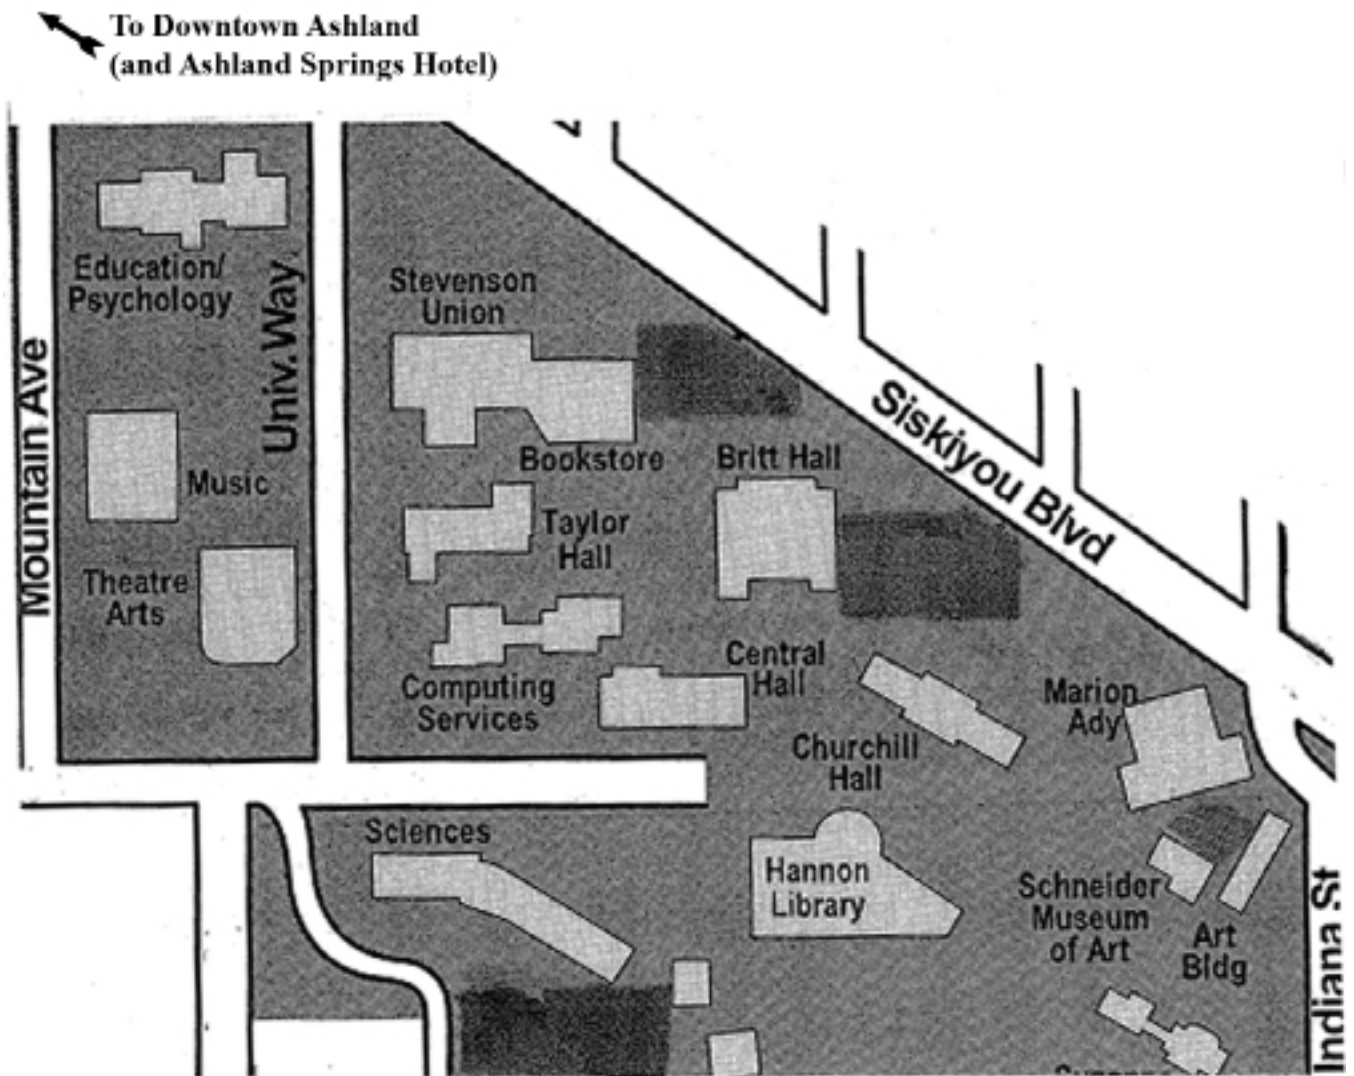 To Downtown Ashland
(and Ashland Springs Hotel)
Education/
Psychology
Univ. Way
Mountain Ave
Stevenson
Union
Bookstore
Britt Hall
Siskiyou Blvd
Music
Taylor
Hall
Theatre
Arts
Computing
Services
Central
Hall
Marion
Ady
Churchill
Hall
Sciences
Hannon
Library
Schneider
Museum
of Art
Art
Bldg
Indiana St